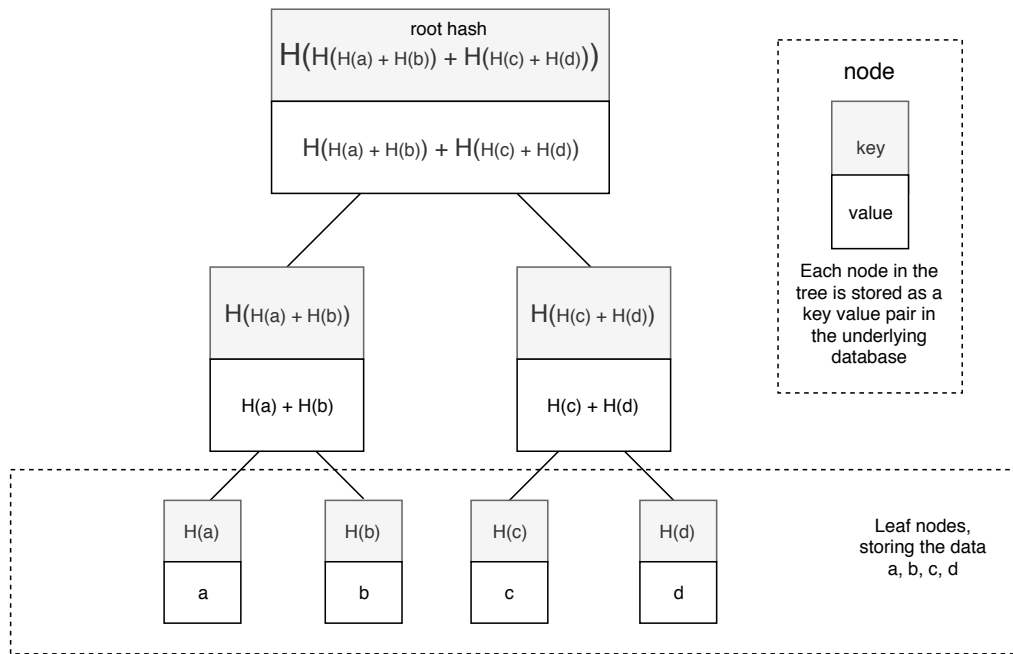 root hash
H(H(H(a) + H(b)) + H(H(c) + H(d)))
H(H(a) + H(b)) + H(H(c) + H(d))
node
key
value
Each node in the
tree is stored as a
key value pair in
the underlying
database
H(H(a) + H(b))
H(H(c) + H(d))
H(a) + H(b)
H(c) + H(d)
H(a)
H(b)
H(c)
H(d)
a
b
c
d
Leaf nodes,
storing the data
a, b, c, d